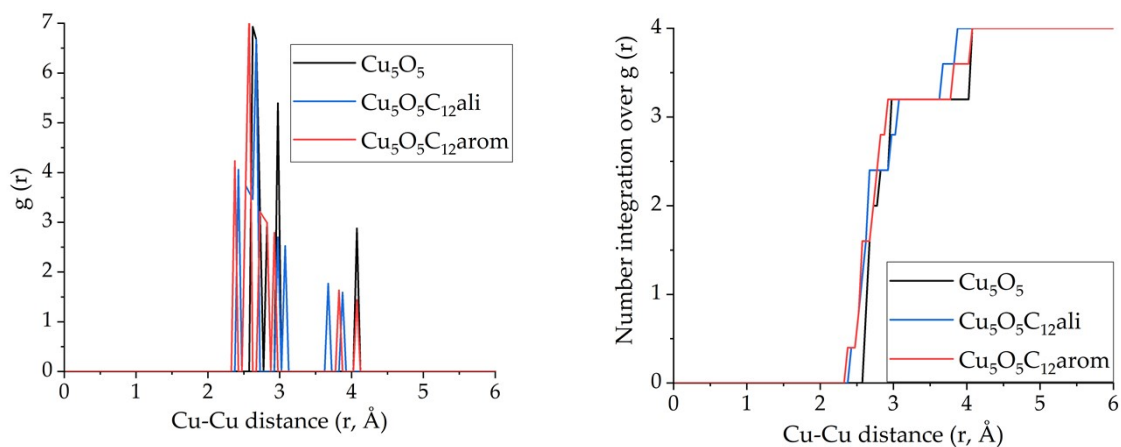 7
6
5
4
3
2
1
0
g (r)
Cu₅O₅
Cu₅O₅C₁₂ali
Cu₅O₅C₁₂arom
0 1 2 3 4 5 6
Cu-Cu distance (r, Å)
4
3
2
1
0
Number integration over g (r)
Cu₅O₅
Cu₅O₅C₁₂ali
Cu₅O₅C₁₂arom
0 1 2 3 4 5 6
Cu-Cu distance (r, Å)